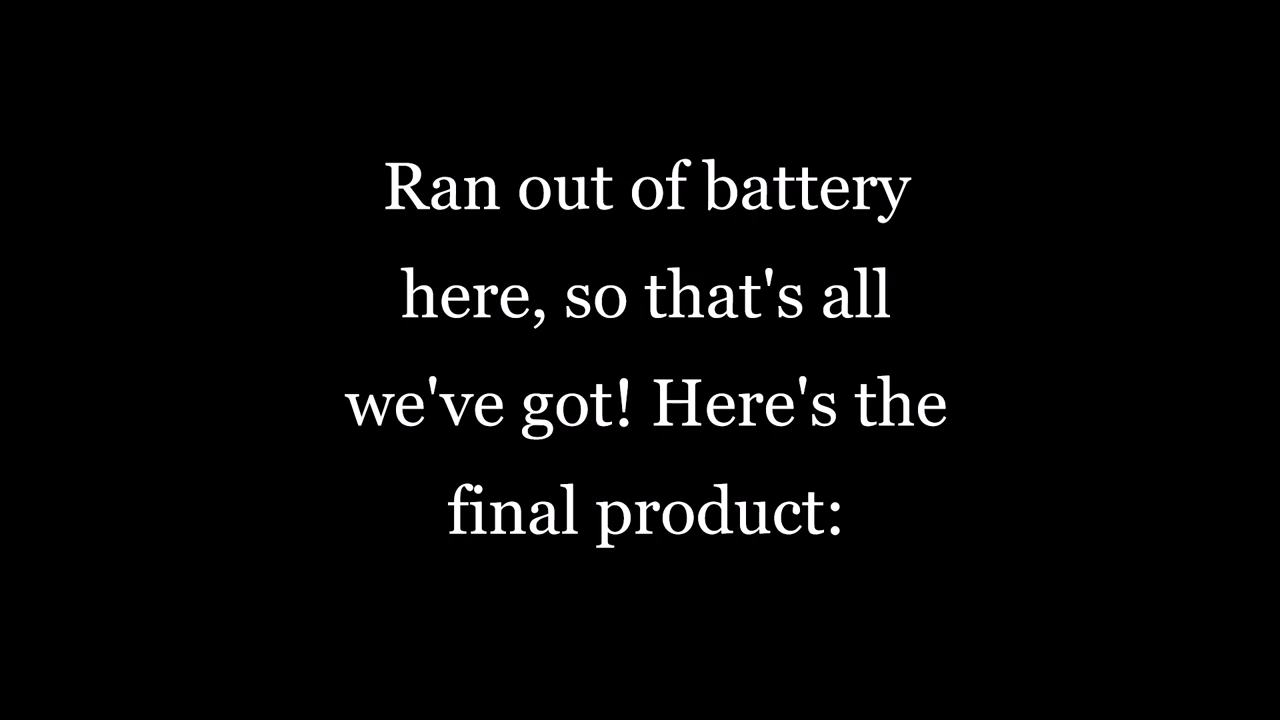 Ran out of battery
here, so that's all
we've got! Here's the
final product: